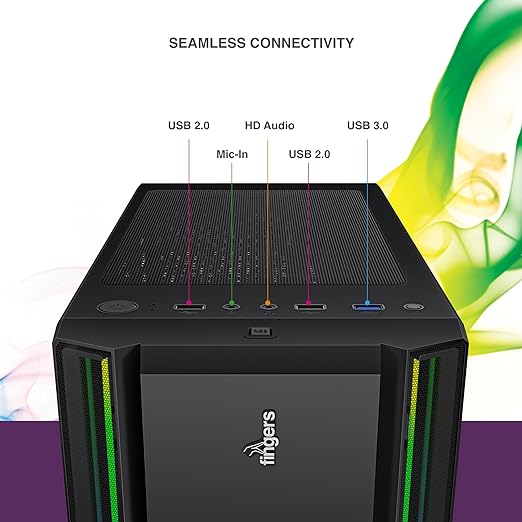 SEAMLESS CONNECTIVITY
USB 2.0
HD Audio
USB 3.0
Mic-In
USB 2.0
fingers